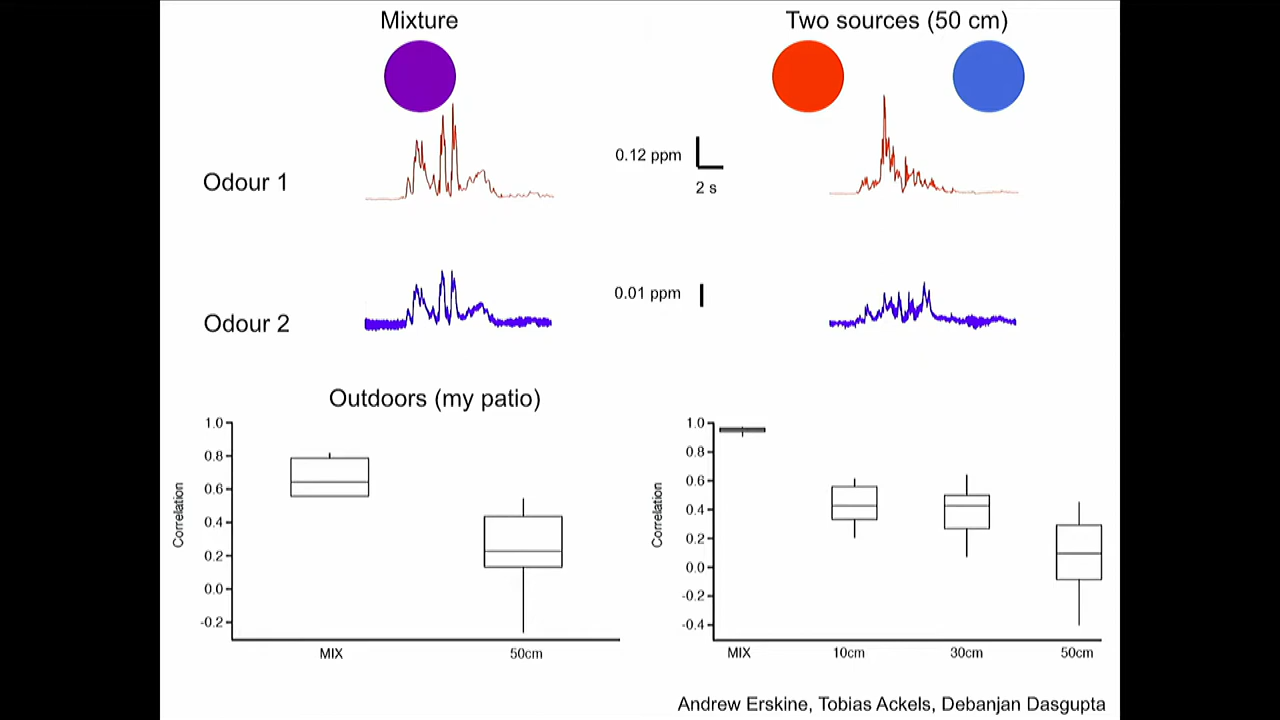 Mixture
Two sources (50 cm)
Odour 1
0.12 ppm
2 s
Odour 2
0.01 ppm
Outdoors (my patio)
Correlation
1.0
0.8
0.6
0.4
0.2
0.0
-0.2
MIX
50cm
Correlation
1.0
0.8
0.6
0.4
0.2
0.0
-0.2
-0.4
MIX
10cm
30cm
50cm
Andrew Erskine, Tobias Ackels, Debanjan Dasgupta